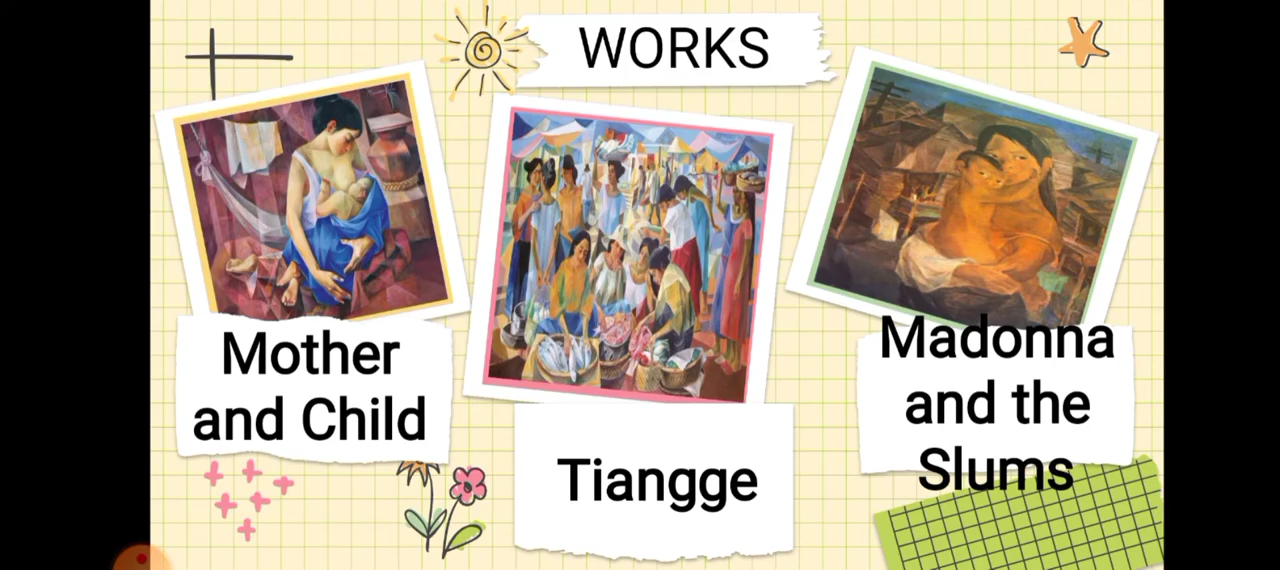 WORKS
Mother
and Child
Tiangge
Madonna
and the
Slums